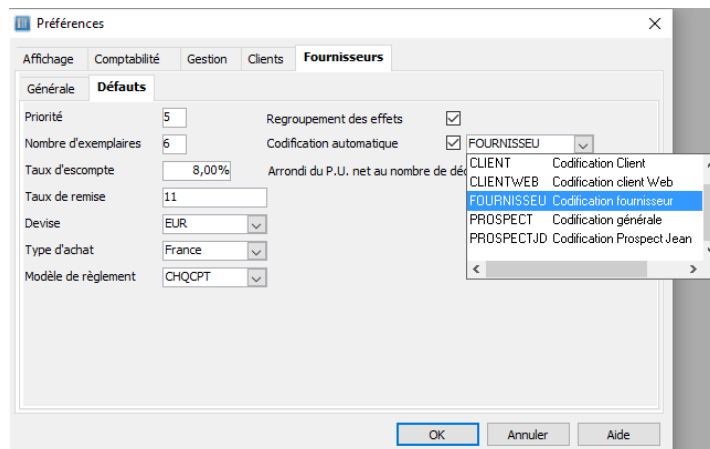 Préférences
Affichage Comptabilité Gestion Clients Fournisseurs
Générale Défauts
Priorité 5 Regroupement des effets
Nombre d'exemplaires 6 Codification automatique FOURNISSEU
Taux d'escompte 8,00% Arrondi du P.U. net au nombre de déc
CLIENT Codification Client
CLIENTWEB Codification client Web
Taux de remise 11 FOURNISSEU Codification fournisseur
Devise EUR PROSPECT Codification générale
Type d'achat France PROSPECTJD Codification Prospect Jean
Modèle de règlement CHQCPT
OK Annuler Aide